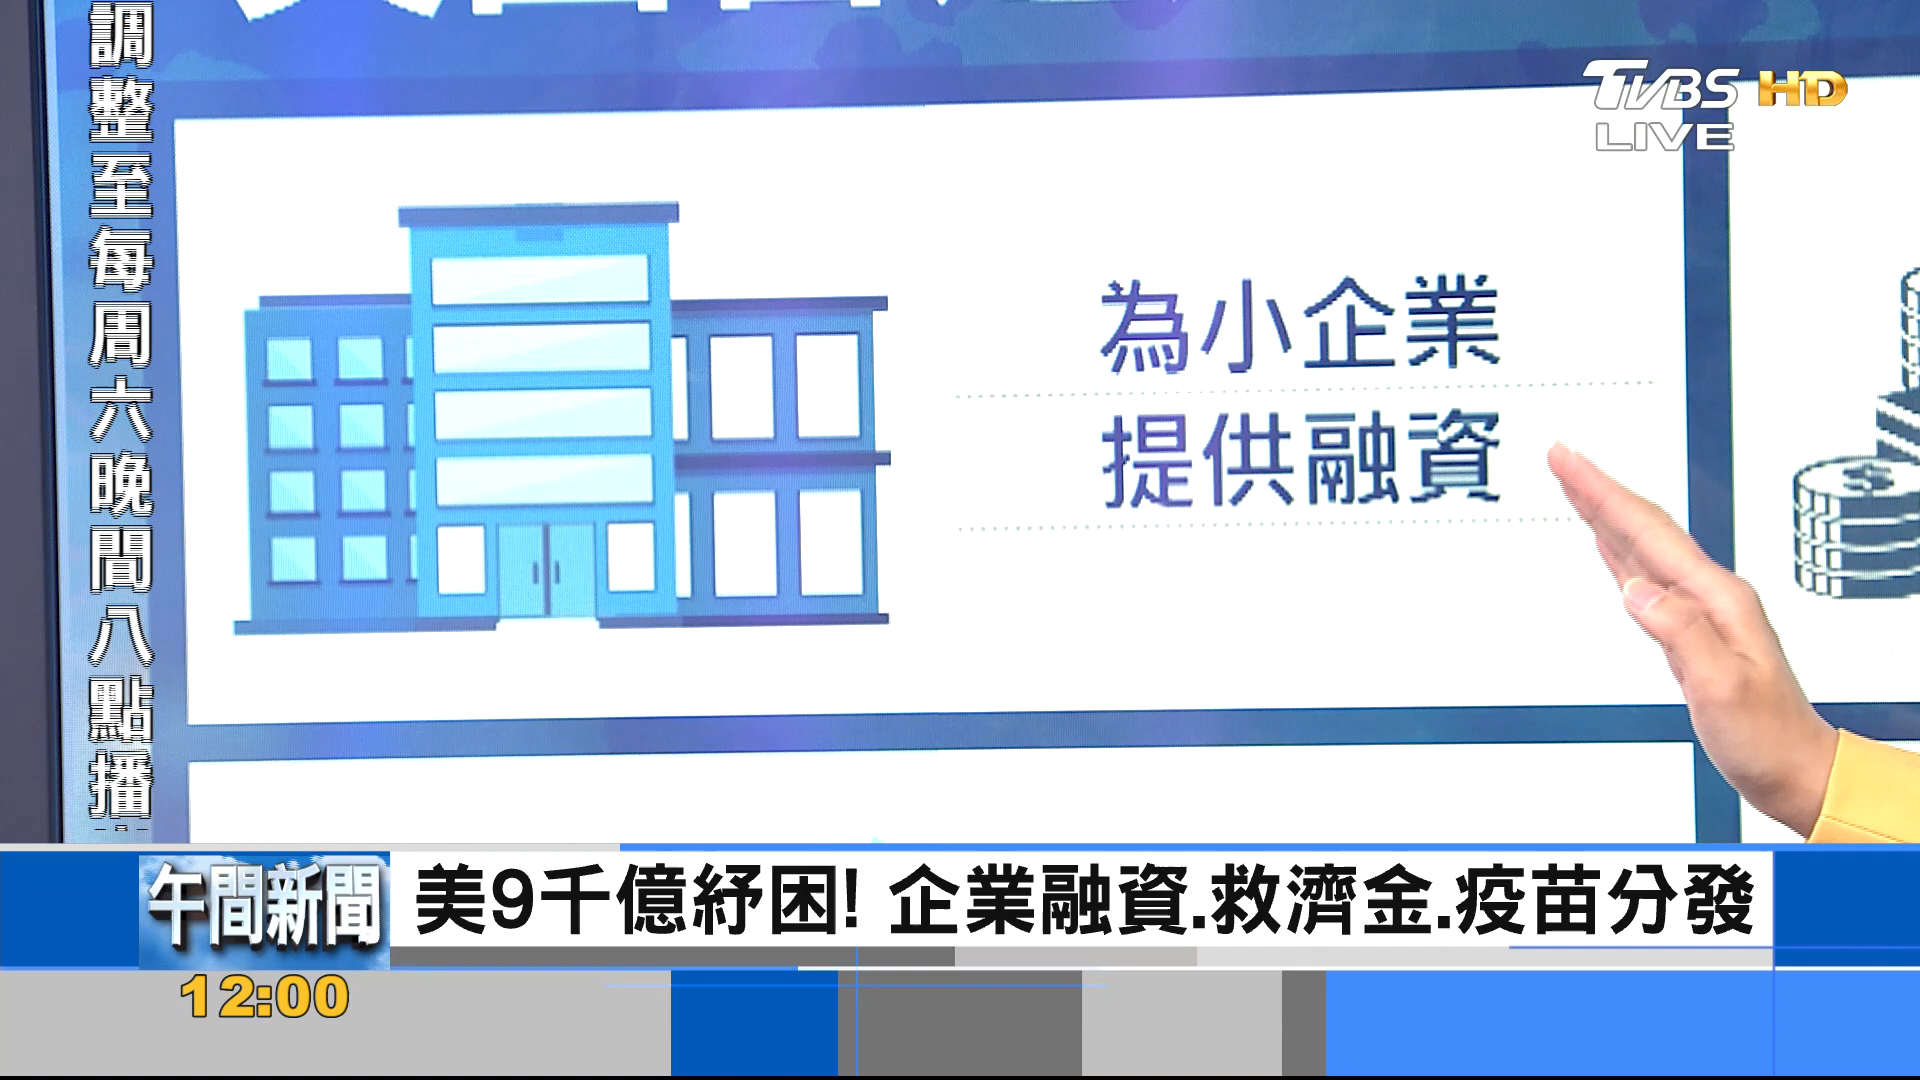 調整至每周六晚間八點播
TVBS HD
LIVE
為小企業
提供融資
午間新聞
美9千億紓困! 企業融資.救濟金.疫苗分發
12:00